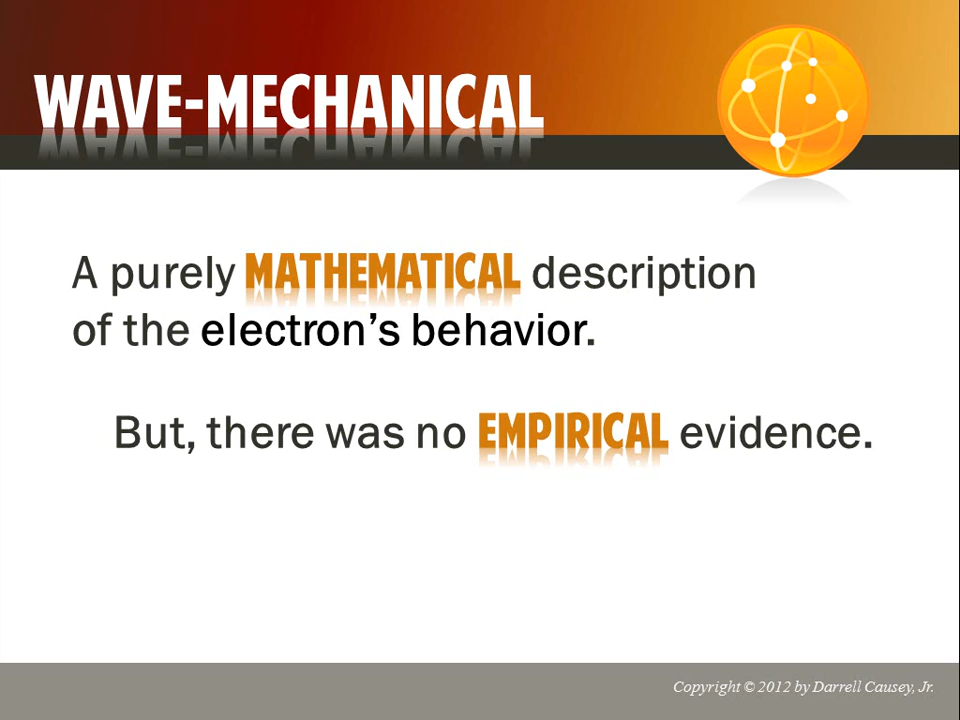 WAVE-MECHANICAL
A purely MATHEMATICAL description
of the electron’s behavior.
But, there was no EMPIRICAL evidence.
Copyright © 2012 by Darrell Causey, Jr.